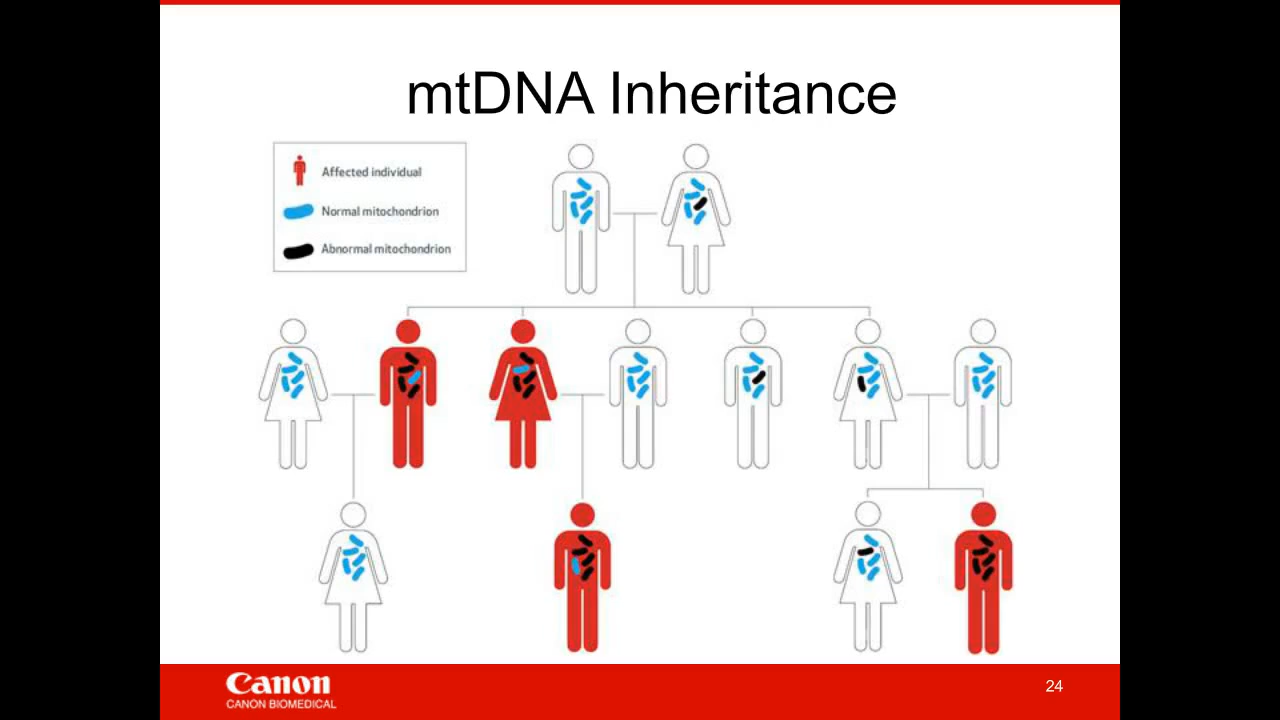 mtDNA Inheritance
Affected individual
Normal mitochondrion
Abnormal mitochondrion
Canon
CANON BIOMEDICAL
24